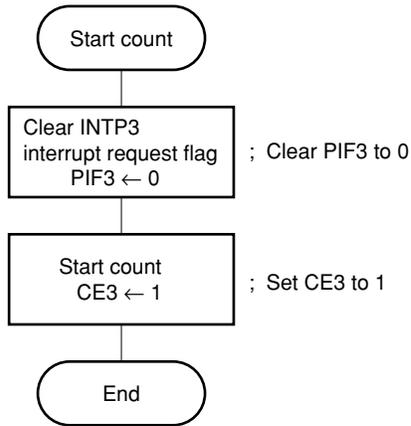 Start count
Clear INTP3
interrupt request flag
PIF3 ← 0
; Clear PIF3 to 0
Start count
CE3 ← 1
; Set CE3 to 1
End